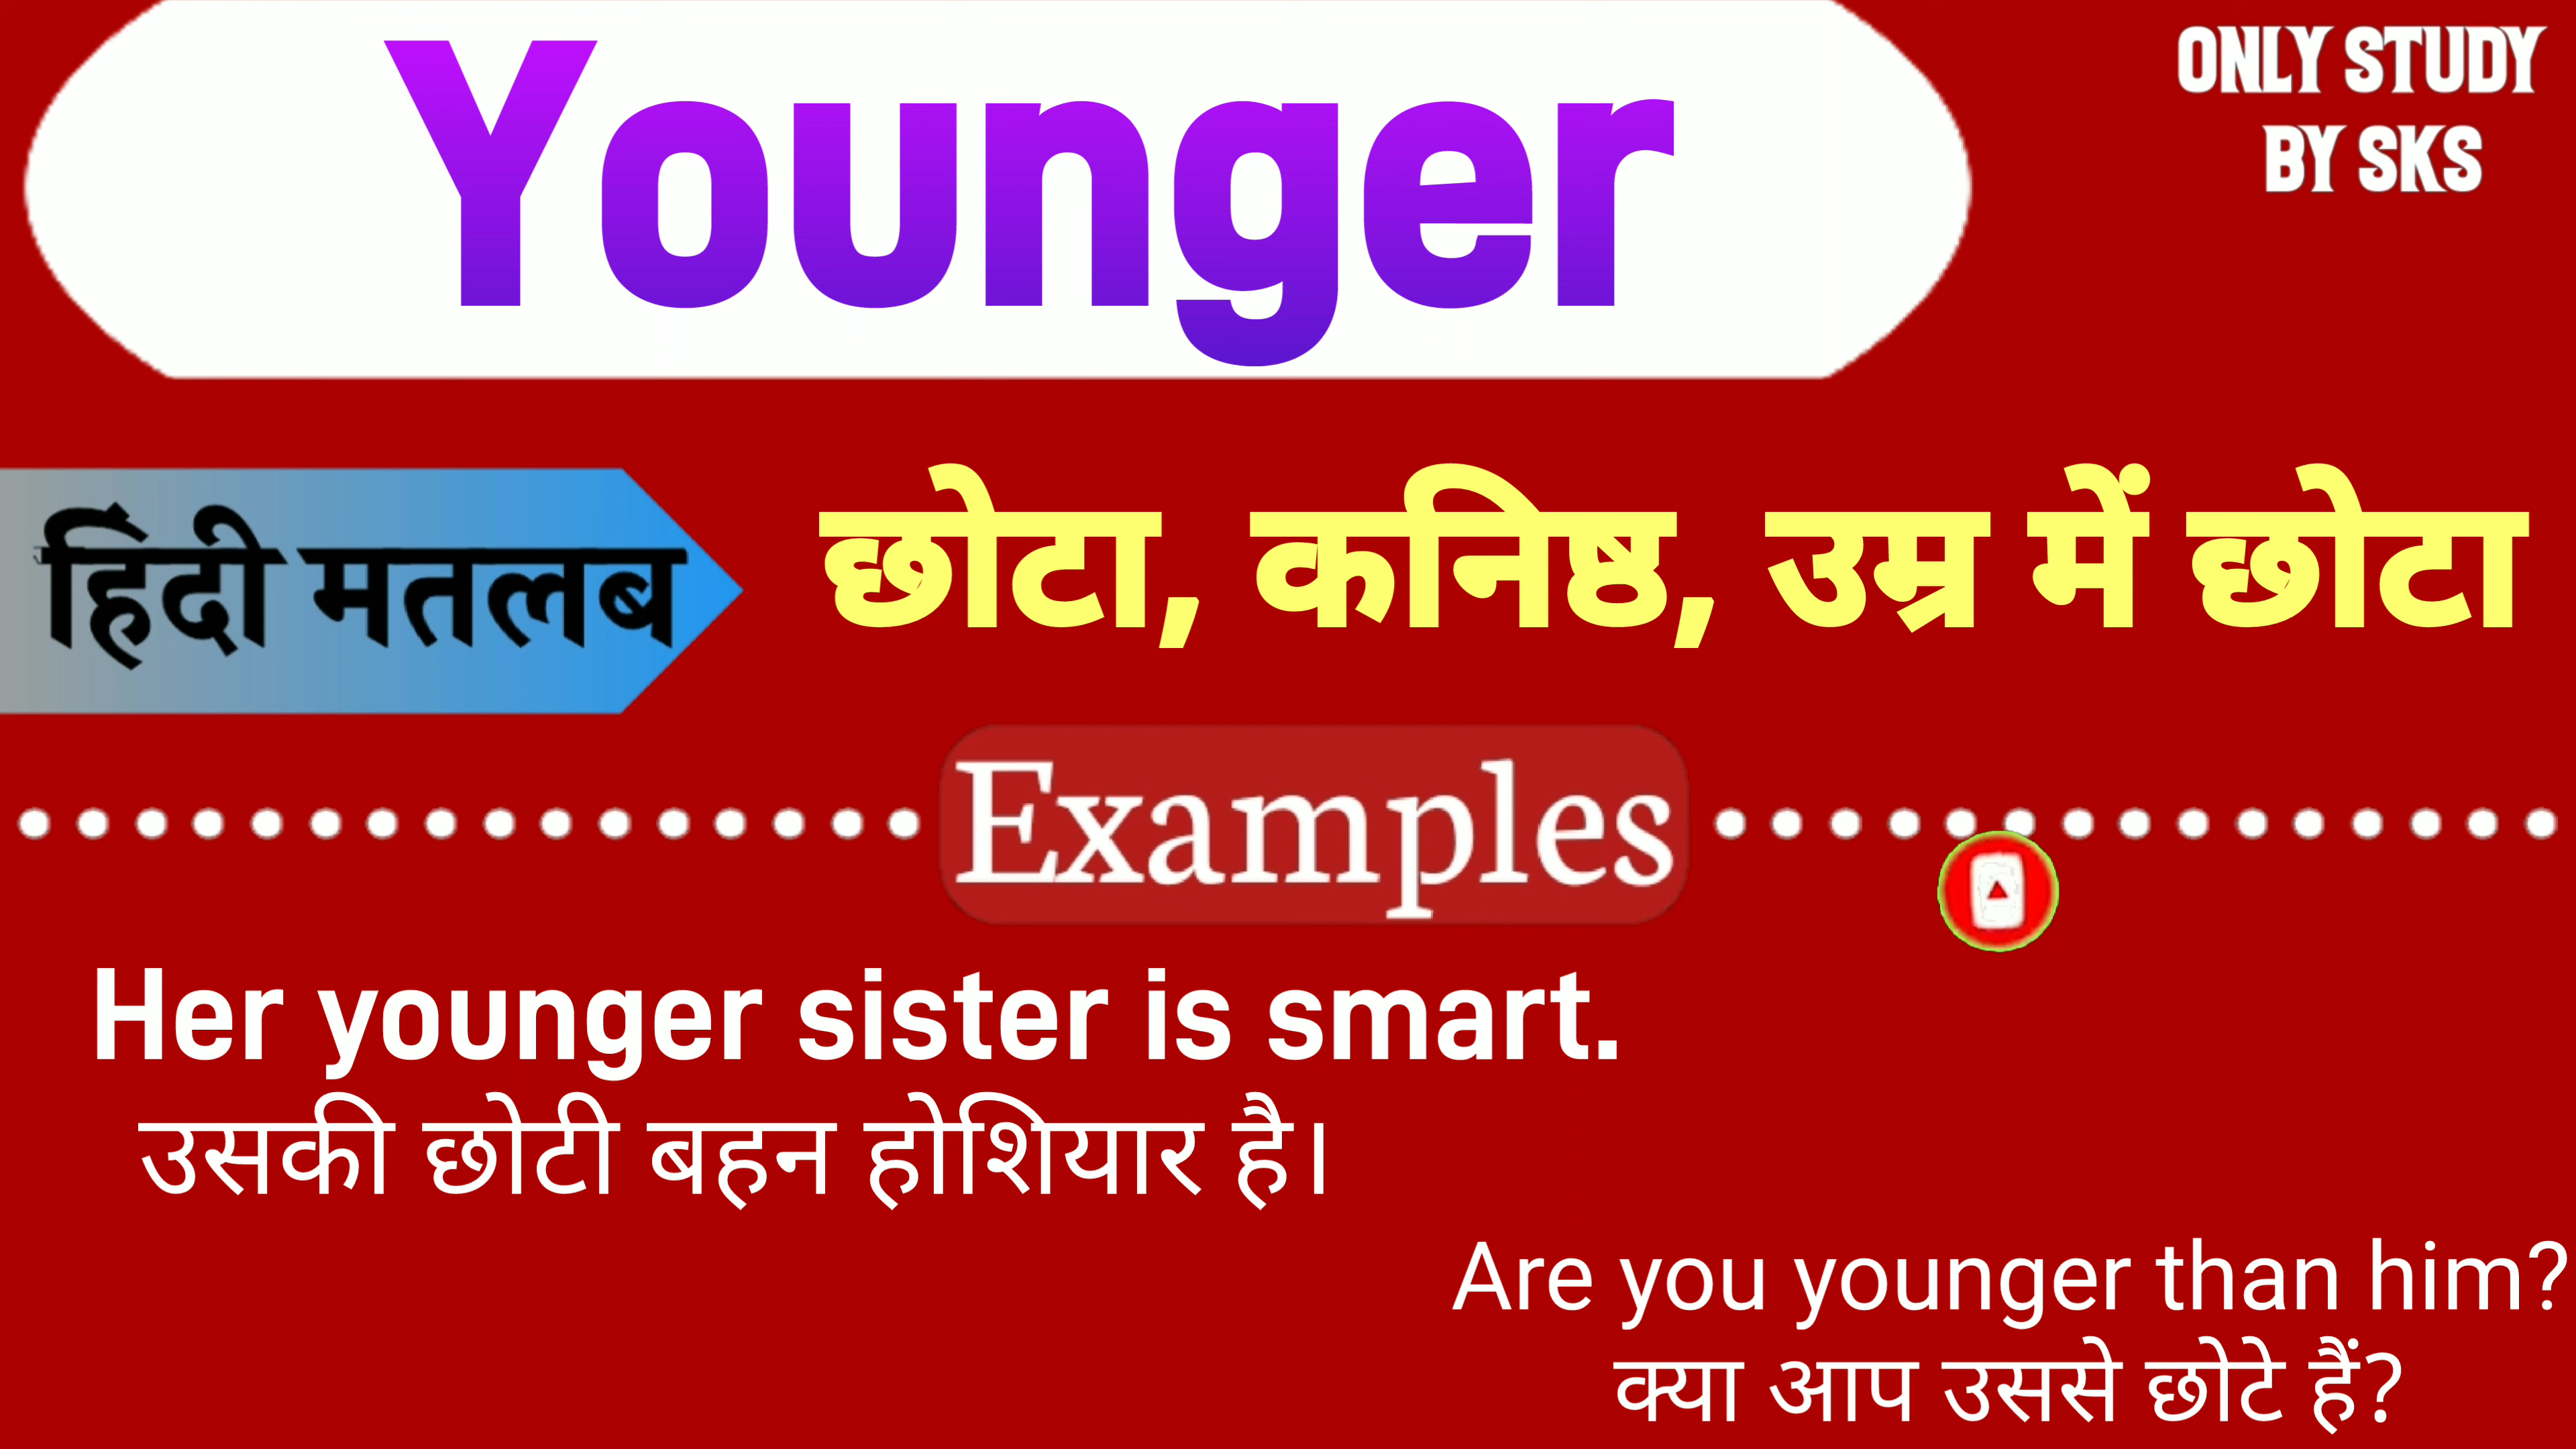 Younger
ONLY STUDY
BY SKS
हिंदी मतलब
छोटा, कनिष्ठ, उम्र में छोटा
Examples
Her younger sister is smart.
उसकी छोटी बहन होशियार है।
Are you younger than him?
क्या आप उससे छोटे हैं?